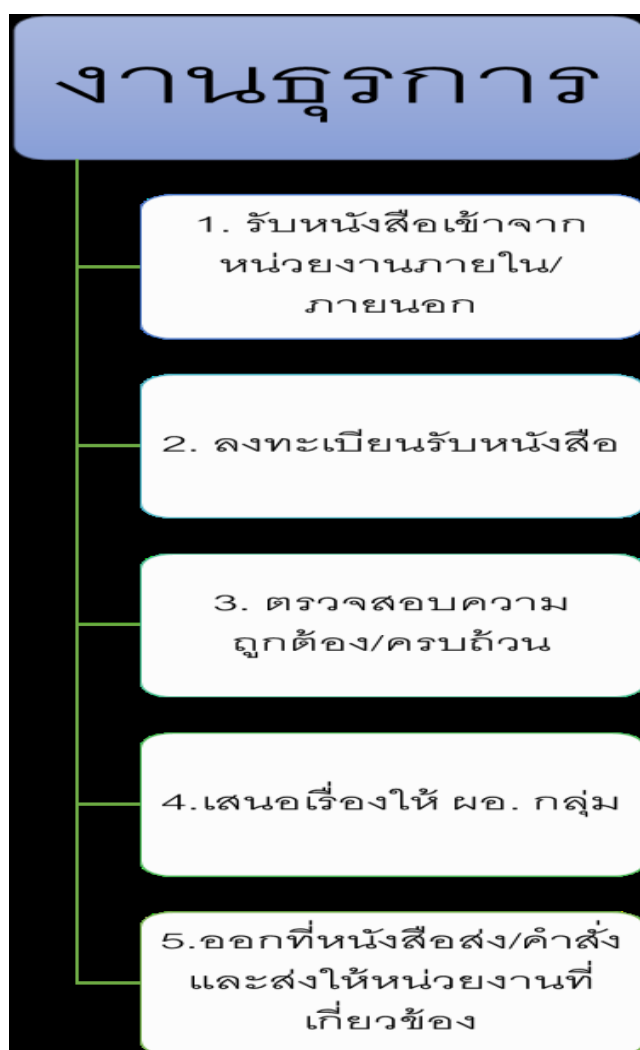 งานธุรการ
1. รับหนังสือเข้าจาก
หน่วยงานภายใน/
ภายนอก
2. ลงทะเบียนรับหนังสือ
3. ตรวจสอบความ
ถูกต้อง/ครบถ้วน
4.เสนอเรื่องให้ ผอ. กลุ่ม
5.ออกที่หนังสือส่ง/คำสั่ง
และส่งให้หน่วยงานที่
เกี่ยวข้อง